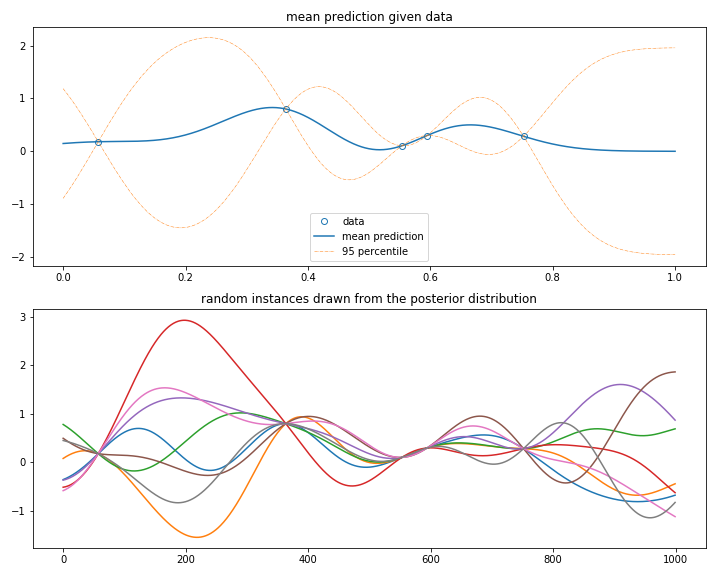 mean prediction given data
2
1
0
−1
−2
data
mean prediction
95 percentile
0.0 0.2 0.4 0.6 0.8 1.0
random instances drawn from the posterior distribution
3
2
1
0
−1
0 200 400 600 800 1000